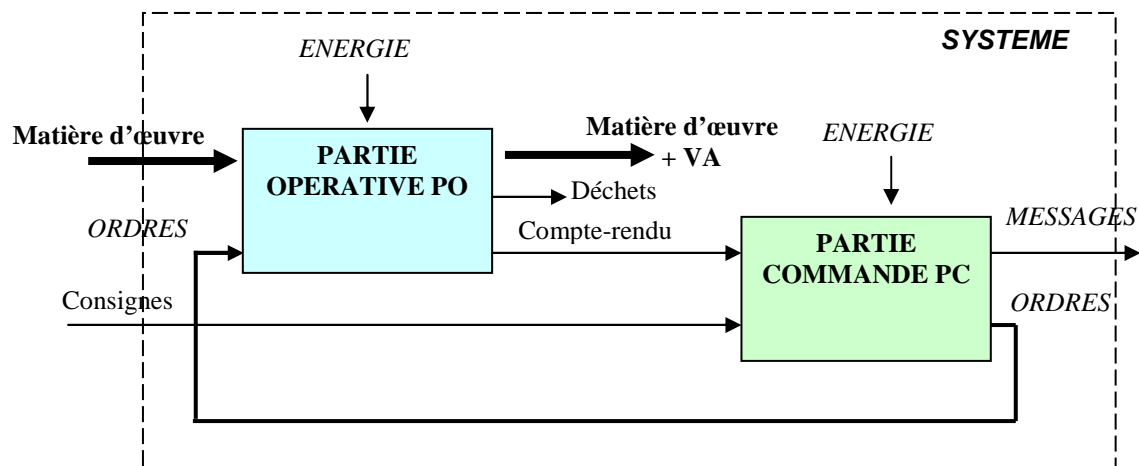 SYSTEME
ENERGIE
Matière d'œuvre
PARTIE
OPERATIVE PO
Matière d'œuvre
+ VA
Déchets
ENERGIE
ORDRES
Compte-rendu
PARTIE
COMMANDE PC
MESSAGES
Consignes
ORDRES